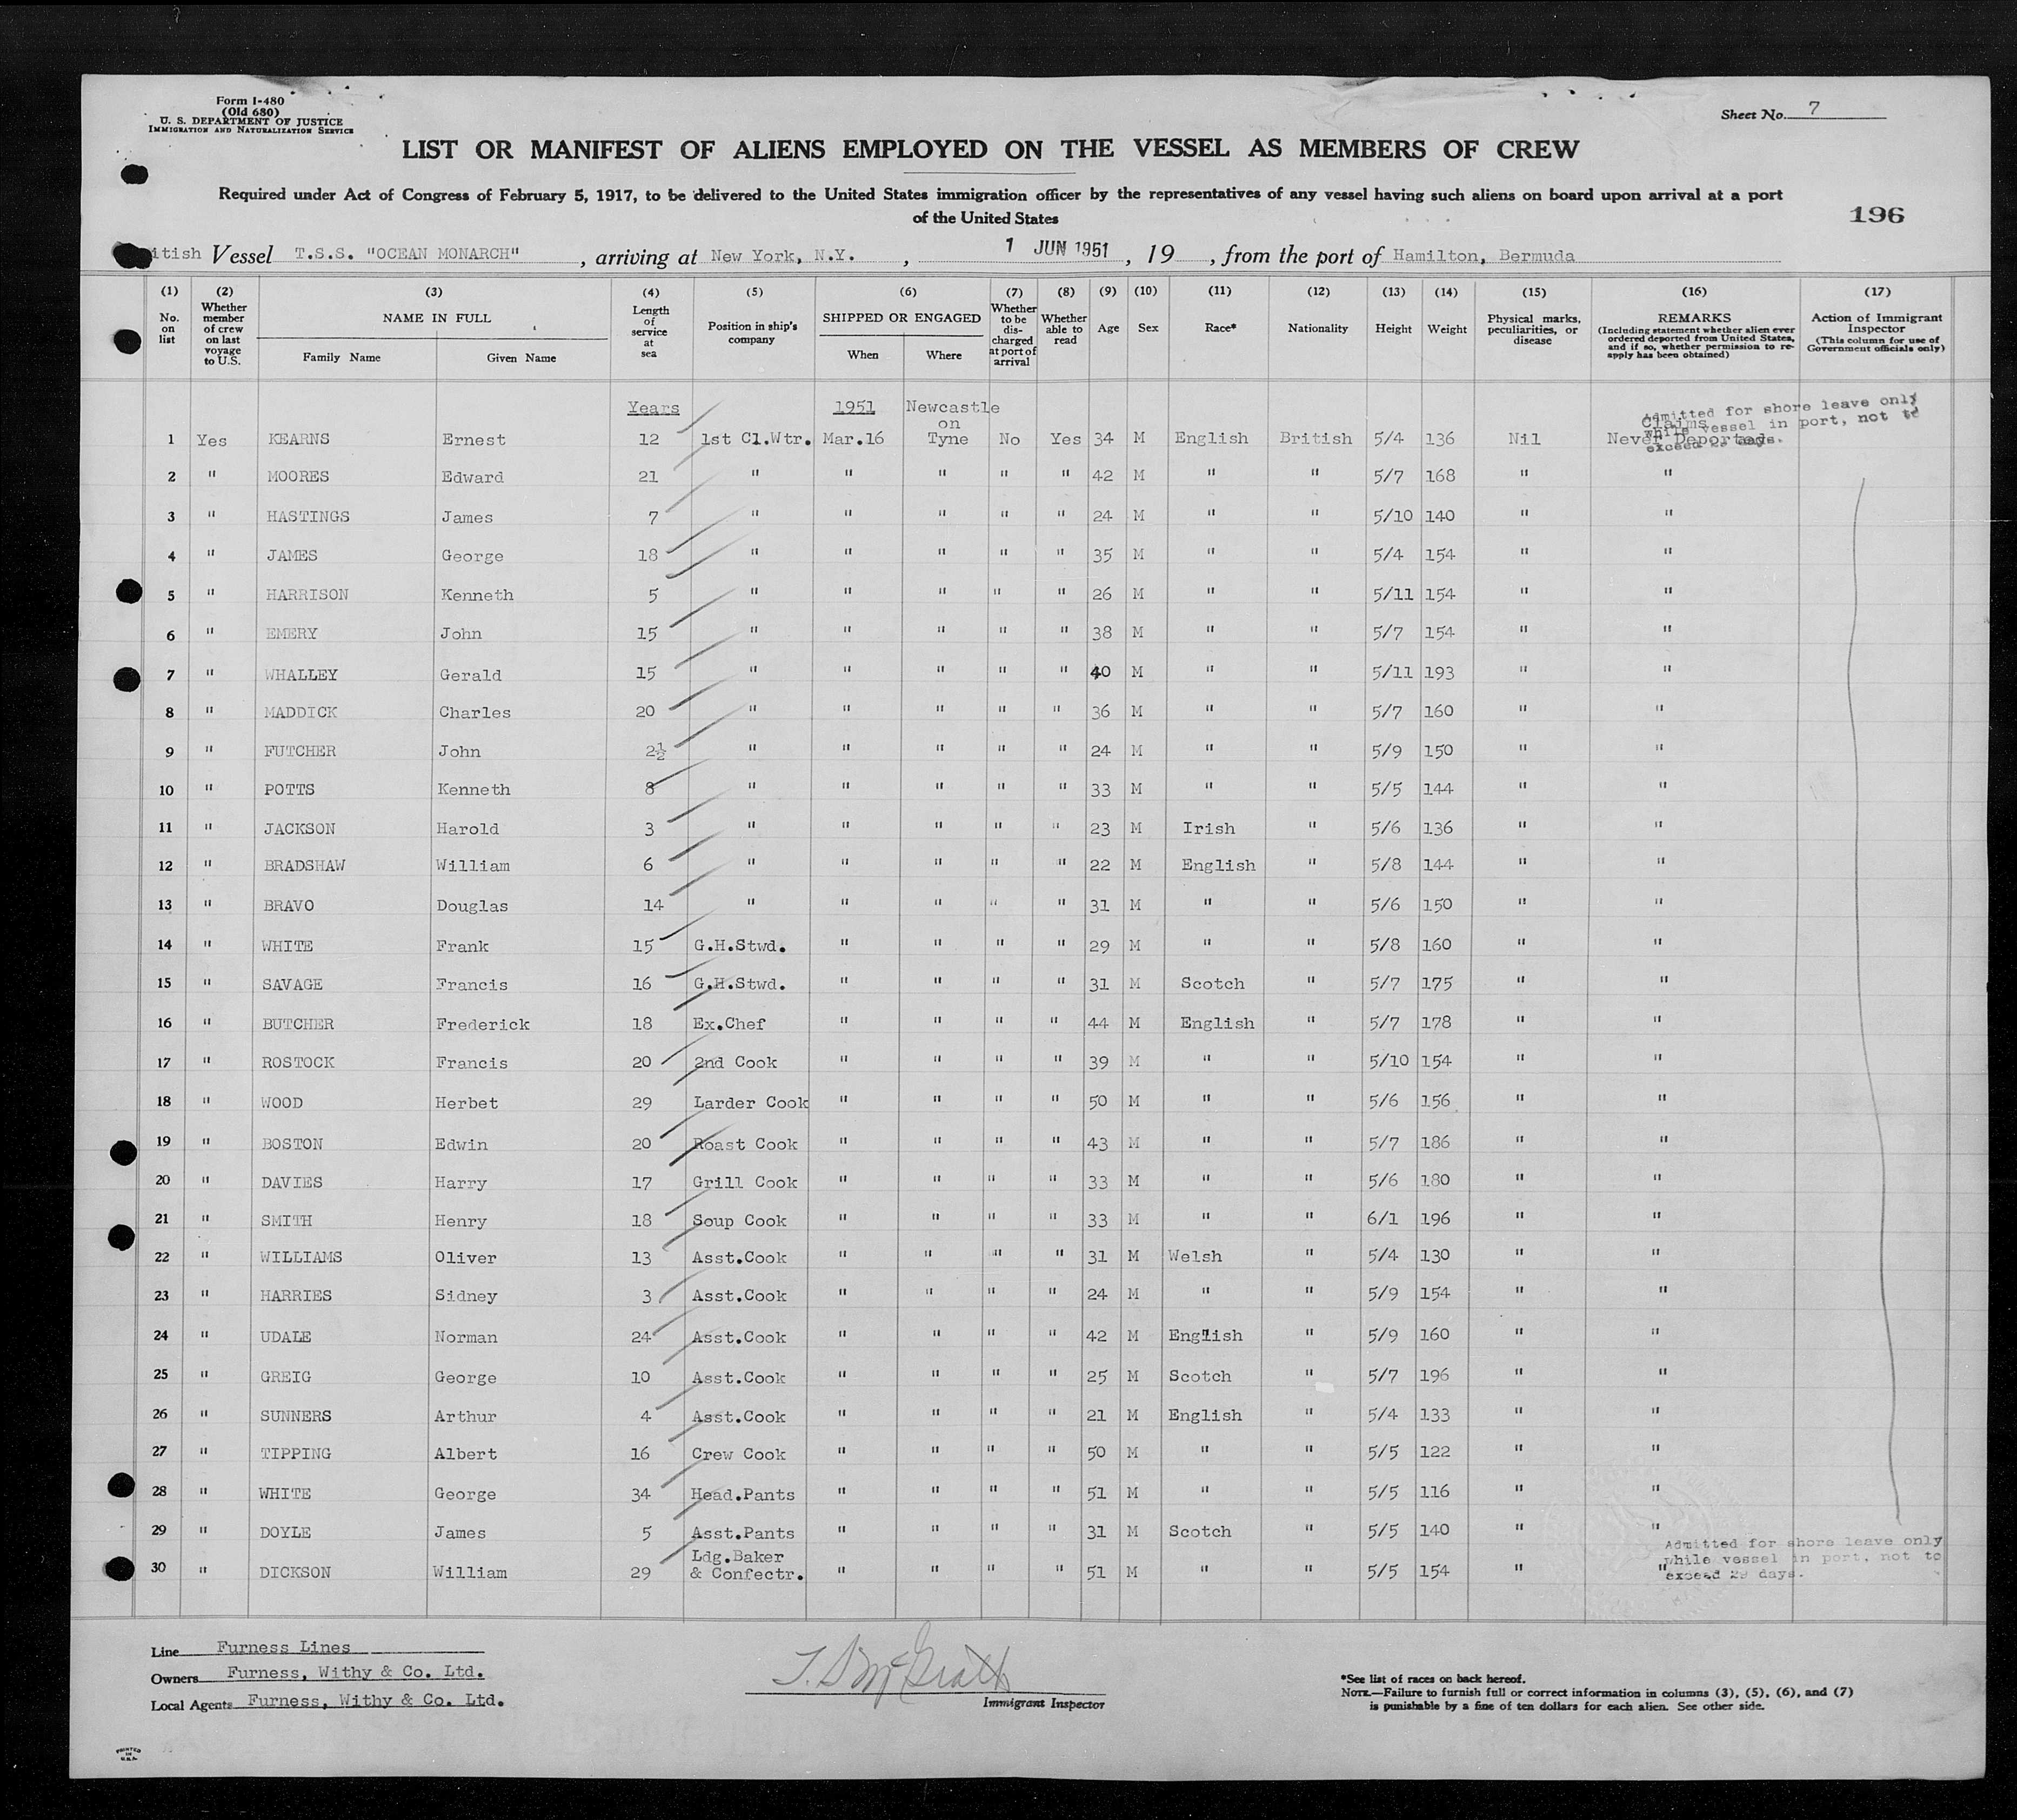 Form I-480
(Old 680)
U. S. DEPARTMENT OF JUSTICE
IMMIGRATION AND NATURALIZATION SERVICE
Sheet No. 7
LIST OR MANIFEST OF ALIENS EMPLOYED ON THE VESSEL AS MEMBERS OF CREW
Required under Act of Congress of February 5, 1917, to be delivered to the United States immigration officer by the representatives of any vessel having such aliens on board upon arrival at a port
of the United States
196
itish Vessel T.S.S. "OCEAN MONARCH", arriving at New York, N.Y., 1 JUN 1951, 19 , from the port of Hamilton, Bermuda
(1) (2) (3) (4) (5) (6) (7) (8) (9) (10) (11) (12) (13) (14) (15) (16) (17)
No. on list
Whether member of crew on last voyage to U.S.
NAME IN FULL
Family Name Given Name
Length of service at sea
Position in ship's company
SHIPPED OR ENGAGED
When Where
Whether to be discharged at port of arrival
Whether able to read
Age
Sex
Race*
Nationality
Height
Weight
Physical marks, peculiarities, or disease
REMARKS
(Including statement whether alien ever ordered deported from United States, and if so, whether permission to reapply has been obtained)
Action of Immigrant Inspector
(This column for use of Government officials only)
Years 1951 Newcastle on Tyne
Admitted for shore leave only
while vessel in port, not to
exceed days.
Claims
1 Yes KEARNS Ernest 12 1st Cl.Wtr. Mar.16 Tyne No Yes 34 M English British 5/4 136 Nil Never Deported
2 " MOORES Edward 21 " " " " " 42 M " " 5/7 168 " "
3 " HASTINGS James 7 " " " " " 24 M " " 5/10 140 " "
4 " JAMES George 18 " " " " " 35 M " " 5/4 154 " "
5 " HARRISON Kenneth 5 " " " " " 26 M " " 5/11 154 " "
6 " EMERY John 15 " " " " " 38 M " " 5/7 154 " "
7 " WHALLEY Gerald 15 " " " " " 40 M " " 5/11 193 " "
8 " MADDICK Charles 20 " " " " " 36 M " " 5/7 160 " "
9 " FUTCHER John 2½ " " " " " 24 M " " 5/9 150 " "
10 " POTTS Kenneth 8 " " " " " 33 M " " 5/5 144 " "
11 " JACKSON Harold 3 " " " " " 23 M Irish " 5/6 136 " "
12 " BRADSHAW William 6 " " " " " 22 M English " 5/8 144 " "
13 " BRAVO Douglas 14 " " " " " 31 M " " 5/6 150 " "
14 " WHITE Frank 15 G.H.Stwd. " " " " 29 M " " 5/8 160 " "
15 " SAVAGE Francis 16 G.H.Stwd. " " " " 31 M Scotch " 5/7 175 " "
16 " BUTCHER Frederick 18 Ex.Chef " " " " 44 M English " 5/7 178 " "
17 " ROSTOCK Francis 20 2nd Cook " " " " 39 M " " 5/10 154 " "
18 " WOOD Herbet 29 Larder Cook " " " " 50 M " " 5/6 156 " "
19 " BOSTON Edwin 20 Roast Cook " " " " 43 M " " 5/7 186 " "
20 " DAVIES Harry 17 Grill Cook " " " " 33 M " " 5/6 180 " "
21 " SMITH Henry 18 Soup Cook " " " " 33 M " " 6/1 196 " "
22 " WILLIAMS Oliver 13 Asst.Cook " " " " 31 M Welsh " 5/4 130 " "
23 " HARRIES Sidney 3 Asst.Cook " " " " 24 M " " 5/9 154 " "
24 " UDALE Norman 24 Asst.Cook " " " " 42 M English " 5/9 160 " "
25 " GREIG George 10 Asst.Cook " " " " 25 M Scotch " 5/7 196 " "
26 " SUNNERS Arthur 4 Asst.Cook " " " " 21 M English " 5/4 133 " "
27 " TIPPING Albert 16 Crew Cook " " " " 50 M " " 5/5 122 " "
28 " WHITE George 34 Head.Pants " " " " 51 M " " 5/5 116 " "
29 " DOYLE James 5 Asst.Pants " " " " 31 M Scotch " 5/5 140 " "
30 " DICKSON William 29 Ldg.Baker & Confectr. " " " " 51 M " " 5/5 154 " "
Admitted for shore leave only
while vessel in port, not to
exceed 29 days.
Line Furness Lines
Owners Furness, Withy & Co. Ltd.
Local Agents Furness, Withy & Co. Ltd.
Immigrant Inspector
*See list of races on back hereof.
NOTE.—Failure to furnish full or correct information in columns (3), (5), (6), and (7)
is punishable by a fine of ten dollars for each alien. See other side.
PRINTED
IN
U.S.A.